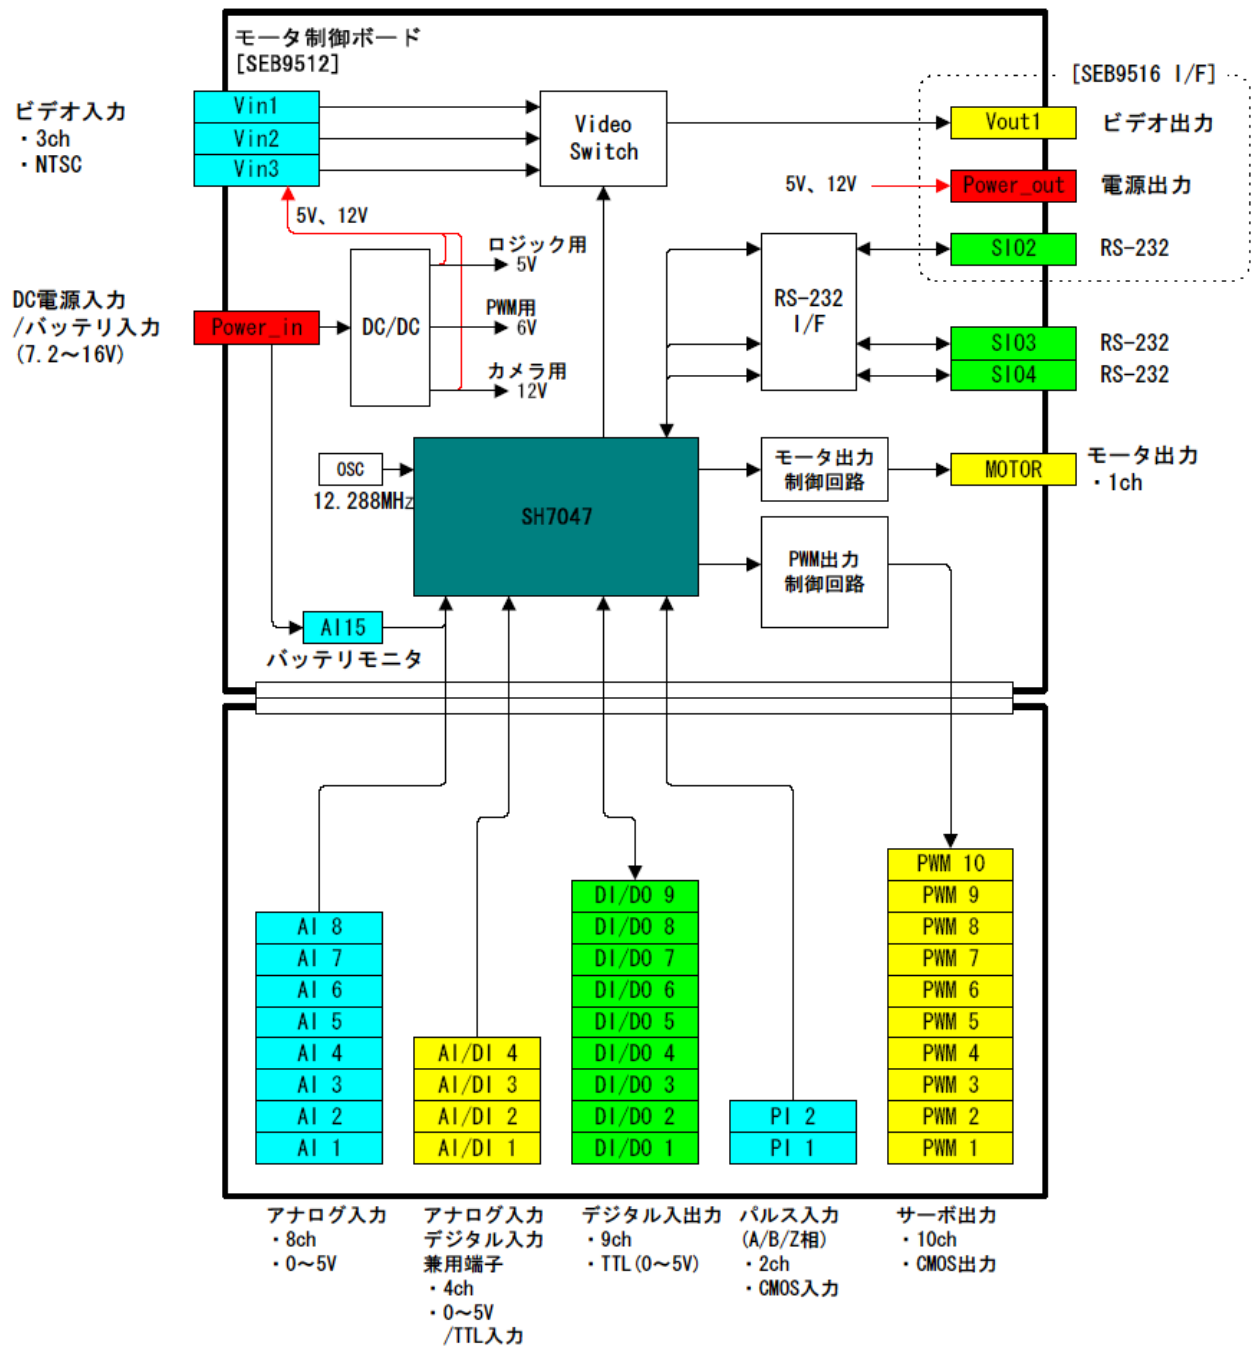 モータ制御ボード
[SEB9512]
[SEB9516 I/F]
ビデオ入力
・3ch
・NTSC
Vin1
Vin2
Vin3
Video
Switch
Vout1
ビデオ出力
5V、12V
Power_out
電源出力
5V、12V
SIO2
RS-232
RS-232
I/F
DC電源入力
/バッテリ入力
(7.2～16V)
Power_in
DC/DC
ロジック用
5V
PWM用
6V
カメラ用
12V
SIO3
RS-232
SIO4
RS-232
OSC
12.288MHz
SH7047
モータ出力
制御回路
MOTOR
モータ出力
・1ch
PWM出力
制御回路
AI15
バッテリモニタ
AI 8
AI 7
AI 6
AI 5
AI 4
AI 3
AI 2
AI 1
AI/DI 4
AI/DI 3
AI/DI 2
AI/DI 1
DI/DO 9
DI/DO 8
DI/DO 7
DI/DO 6
DI/DO 5
DI/DO 4
DI/DO 3
DI/DO 2
DI/DO 1
PI 2
PI 1
PWM 10
PWM 9
PWM 8
PWM 7
PWM 6
PWM 5
PWM 4
PWM 3
PWM 2
PWM 1
アナログ入力
・8ch
・0～5V
アナログ入力
デジタル入力
兼用端子
・4ch
・0～5V
/TTL入力
デジタル入出力
・9ch
・TTL(0～5V)
パルス入力
(A/B/Z相)
・2ch
・CMOS入力
サーボ出力
・10ch
・CMOS出力